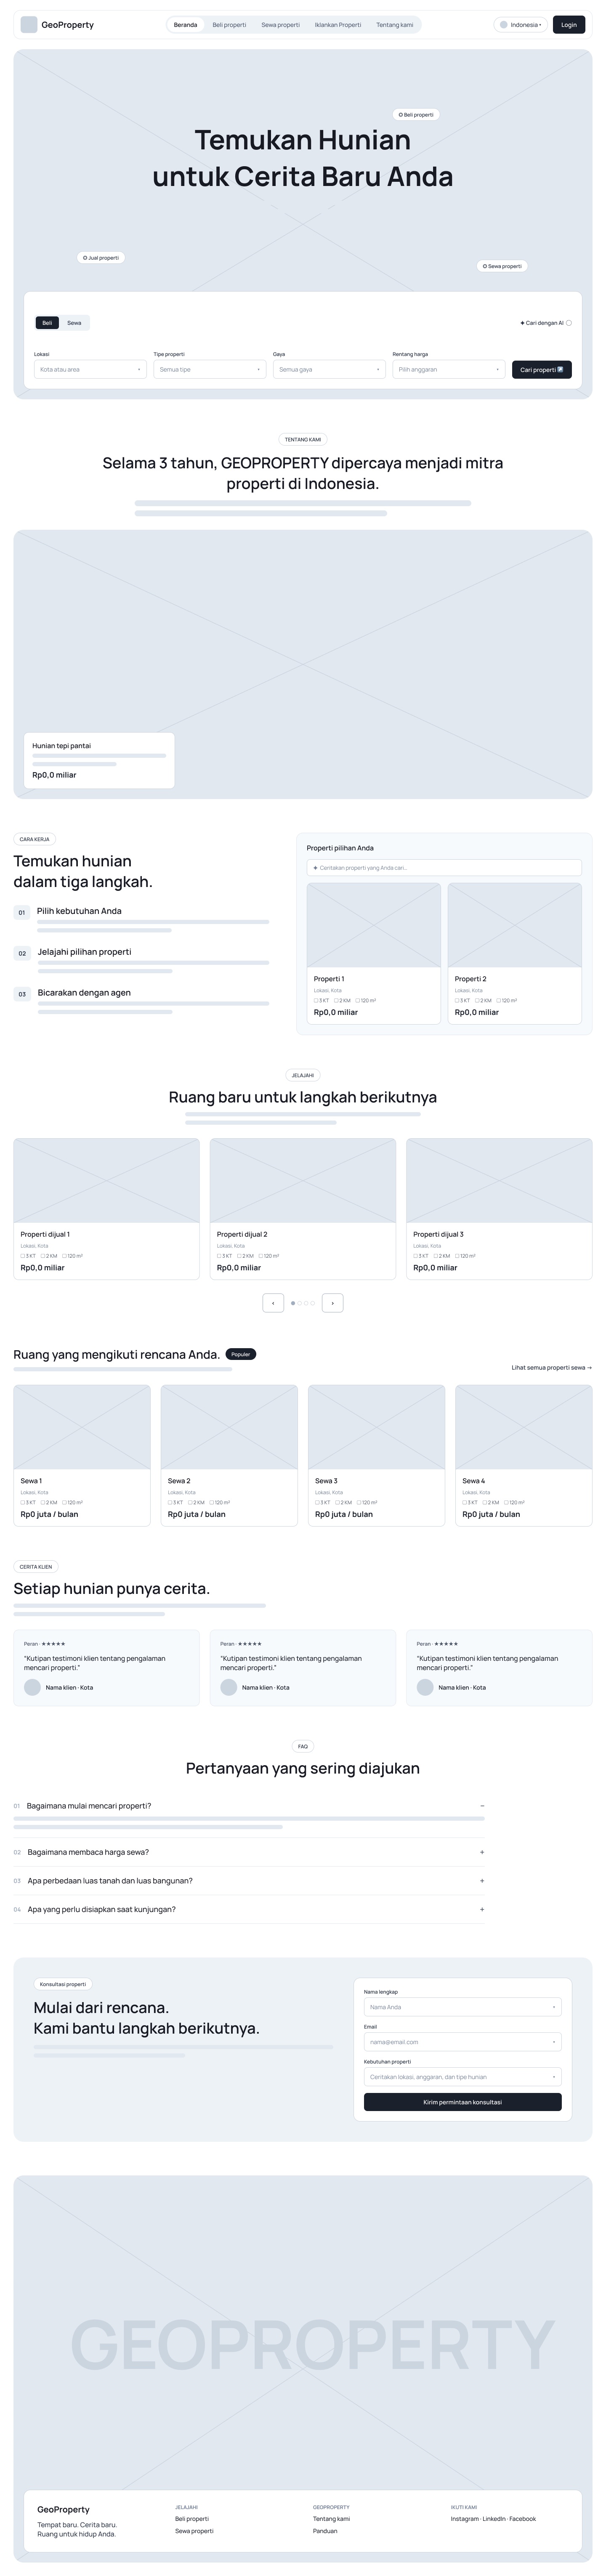 GeoProperty
Beranda
Beli properti
Sewa properti
Iklankan Properti
Tentang kami
Indonesia
Login
Beli properti
Temukan Hunian
untuk Cerita Baru Anda
Jual properti
Sewa properti
Beli
Sewa
Cari dengan AI
Lokasi
Tipe properti
Gaya
Rentang harga
Kota atau area
Semua tipe
Semua gaya
Pilih anggaran
Cari properti
TENTANG KAMI
Selama 3 tahun, GEOPROPERTY dipercaya menjadi mitra
properti di Indonesia.
Hunian tepi pantai
Rp0,0 miliar
CARA KERJA
Temukan hunian
dalam tiga langkah.
01 Pilih kebutuhan Anda
02 Jelajahi pilihan properti
03 Bicarakan dengan agen
Properti pilihan Anda
Ceritakan properti yang Anda cari...
Properti 1
Lokasi, Kota
3 KT 2 KM 120 m²
Rp0,0 miliar
Properti 2
Lokasi, Kota
3 KT 2 KM 120 m²
Rp0,0 miliar
JELAJAHI
Ruang baru untuk langkah berikutnya
Properti dijual 1
Lokasi, Kota
3 KT 2 KM 120 m²
Rp0,0 miliar
Properti dijual 2
Lokasi, Kota
3 KT 2 KM 120 m²
Rp0,0 miliar
Properti dijual 3
Lokasi, Kota
3 KT 2 KM 120 m²
Rp0,0 miliar
Ruang yang mengikuti rencana Anda.
Populer
Lihat semua properti sewa →
Sewa 1
Lokasi, Kota
3 KT 2 KM 120 m²
Rp0 juta / bulan
Sewa 2
Lokasi, Kota
3 KT 2 KM 120 m²
Rp0 juta / bulan
Sewa 3
Lokasi, Kota
3 KT 2 KM 120 m²
Rp0 juta / bulan
Sewa 4
Lokasi, Kota
3 KT 2 KM 120 m²
Rp0 juta / bulan
CERITA KLIEN
Setiap hunian punya cerita.
Peran · ★★★★★
"Kutipan testimoni klien tentang pengalaman
mencari properti."
Nama klien · Kota
Peran · ★★★★★
"Kutipan testimoni klien tentang pengalaman
mencari properti."
Nama klien · Kota
Peran · ★★★★★
"Kutipan testimoni klien tentang pengalaman
mencari properti."
Nama klien · Kota
FAQ
Pertanyaan yang sering diajukan
01 Bagaimana mulai mencari properti? −
02 Bagaimana membaca harga sewa? +
03 Apa perbedaan luas tanah dan luas bangunan? +
04 Apa yang perlu disiapkan saat kunjungan? +
Konsultasi properti
Mulai dari rencana.
Kami bantu langkah berikutnya.
Nama lengkap
Nama Anda
Email
nama@email.com
Kebutuhan properti
Ceritakan lokasi, anggaran, dan tipe hunian
Kirim permintaan konsultasi
GEOPROPERTY
GeoProperty
Tempat baru. Cerita baru.
Ruang untuk hidup Anda.
JELAJAHI
Beli properti
Sewa properti
GEOPROPERTY
Tentang kami
Panduan
IKUTI KAMI
Instagram · LinkedIn · Facebook